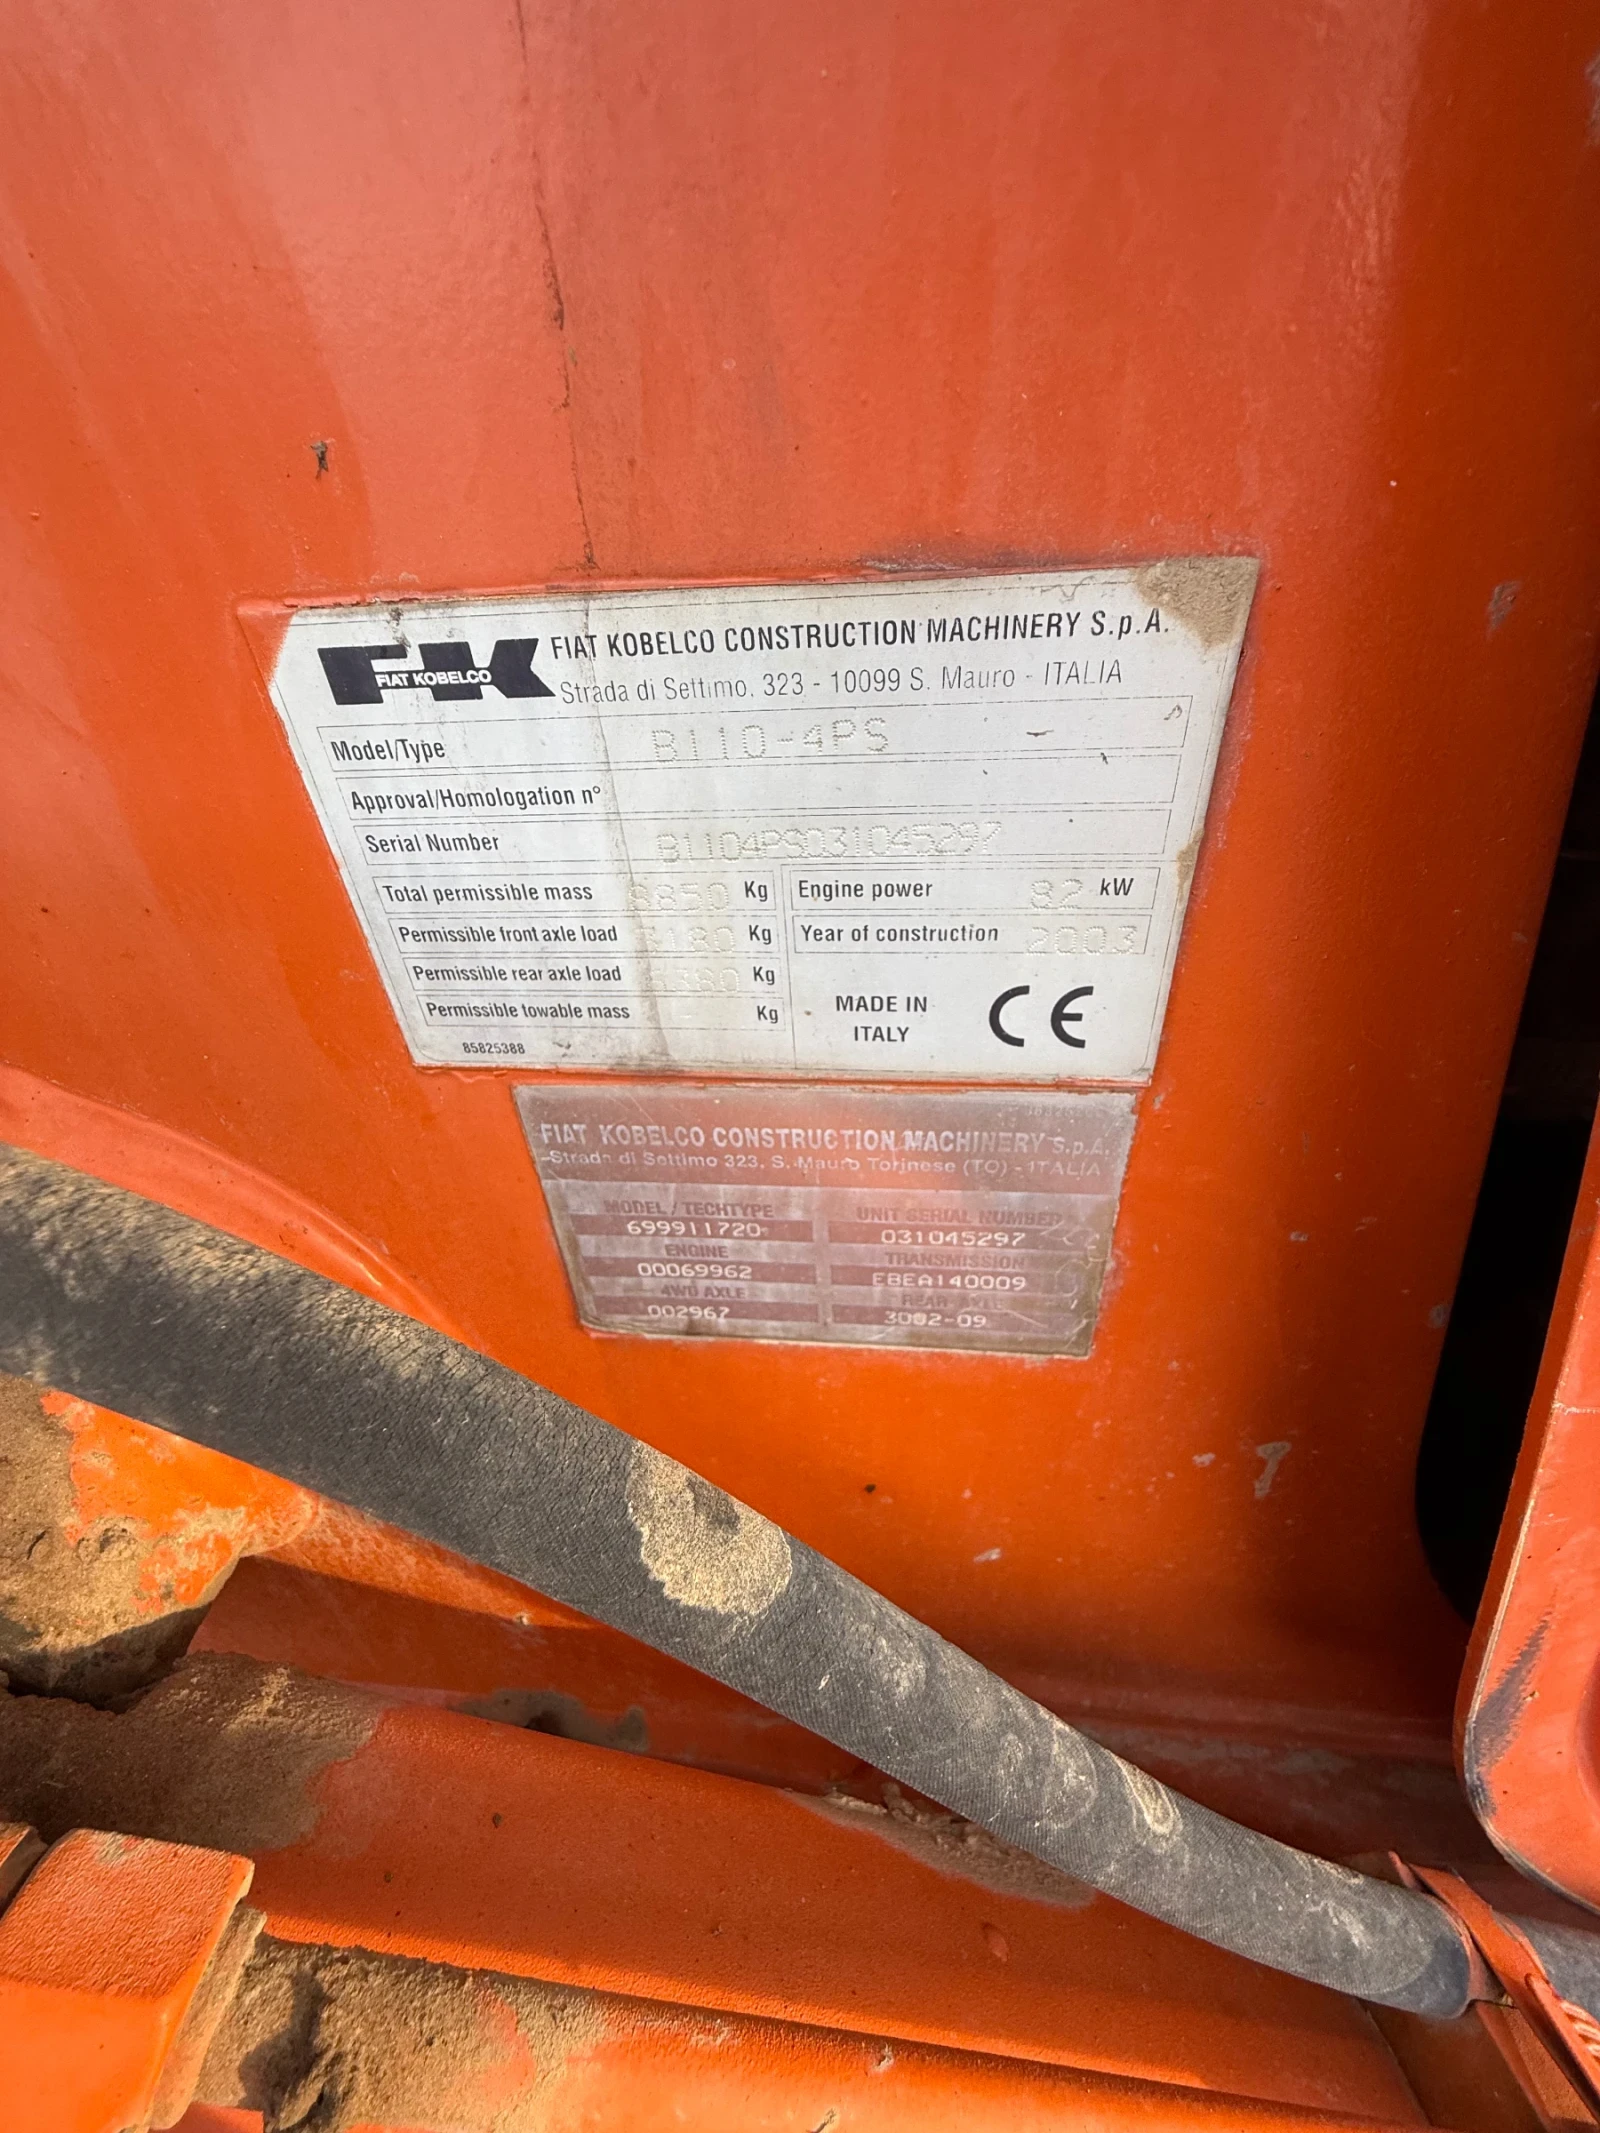 FIAT KOBELCO
FIAT KOBELCO CONSTRUCTION MACHINERY S.p.A.
Strada di Settimo, 323 - 10099 S. Mauro - ITALIA
Model/Type B110-4PS -
Approval/Homologation n°
Serial Number B1104PS031045297
Total permissible mass 8850 Kg
Engine power 82 kW
Permissible front axle load Kg
Year of construction 2003
Permissible rear axle load Kg
Permissible towable mass - Kg
MADE IN
ITALY
CE
85825388
FIAT KOBELCO CONSTRUCTION MACHINERY S.p.A.
Strada di Settimo 323, S. Mauro Torinese (TO) - ITALIA
MODEL / TECHTYPE UNIT SERIAL NUMBER
699911720 031045297
ENGINE TRANSMISSION
00069962 EBEA140009
4WD AXLE REAR AXLE
002967 3002-09